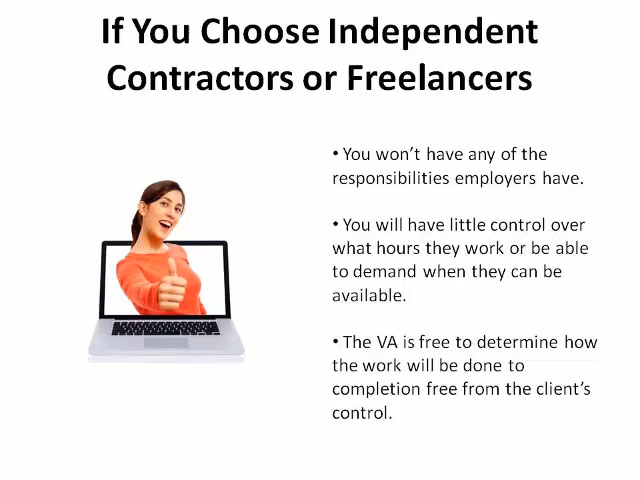 If You Choose Independent
Contractors or Freelancers
• You won't have any of the
responsibilities employers have.
• You will have little control over
what hours they work or be able
to demand when they can be
available.
• The VA is free to determine how
the work will be done to
completion free from the client's
control.